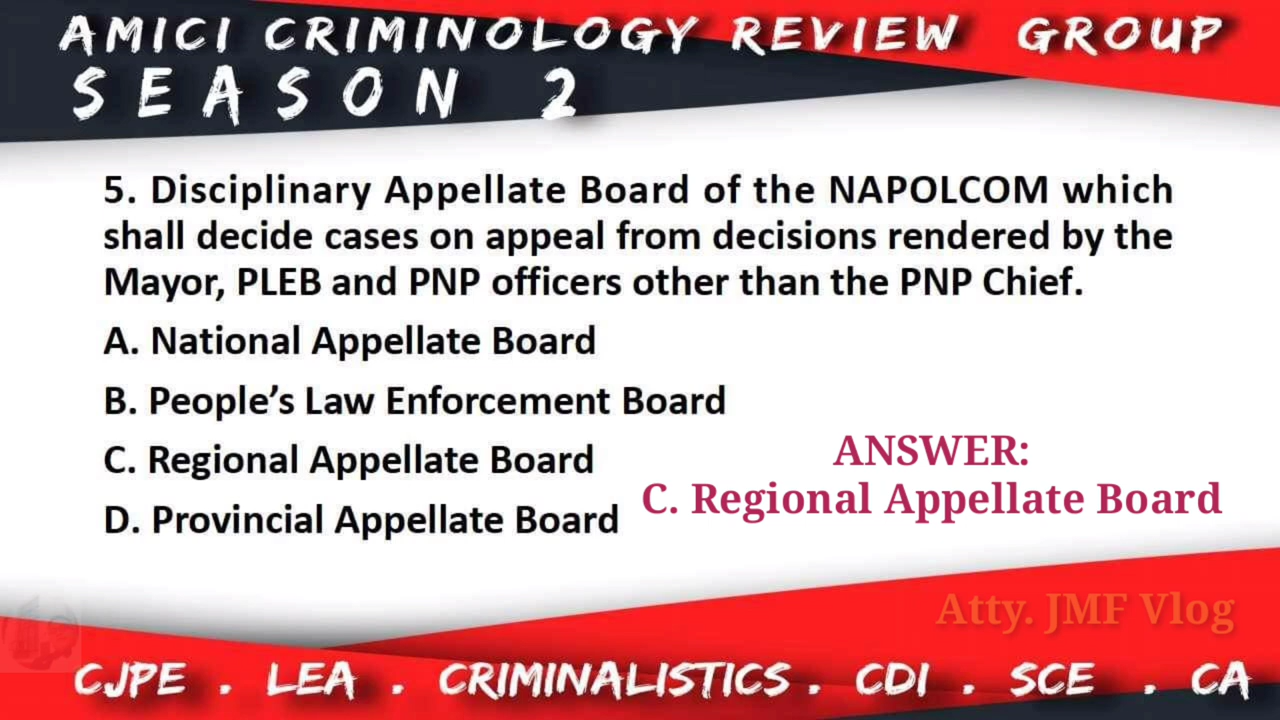 AMICI CRIMINOLOGY REVIEW GROUP
SEASON 2
5. Disciplinary Appellate Board of the NAPOLCOM which
shall decide cases on appeal from decisions rendered by the
Mayor, PLEB and PNP officers other than the PNP Chief.
A. National Appellate Board
B. People’s Law Enforcement Board
C. Regional Appellate Board
D. Provincial Appellate Board
ANSWER:
C. Regional Appellate Board
Atty. JMF Vlog
CJPE . LEA . CRIMINALISTICS . CDI . SCE . CA